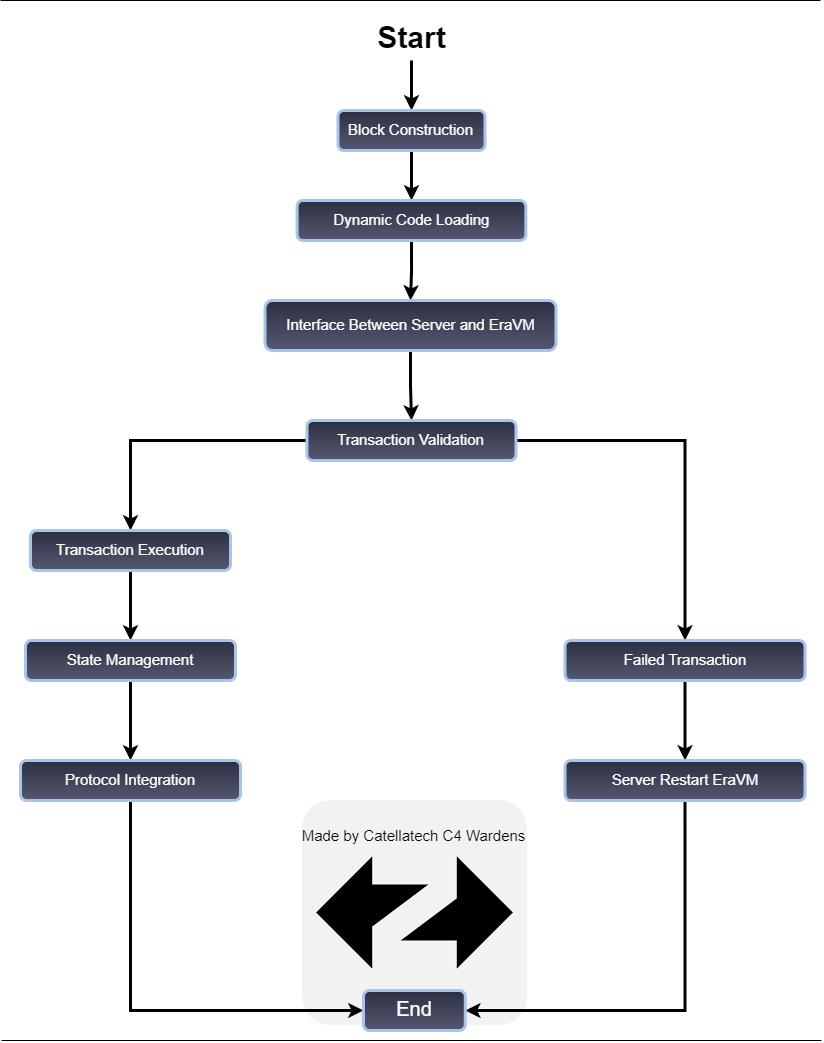 Start
Block Construction
Dynamic Code Loading
Interface Between Server and EraVM
Transaction Validation
Transaction Execution
State Management
Failed Transaction
Protocol Integration
Server Restart EraVM
Made by Catellatech C4 Wardens
End